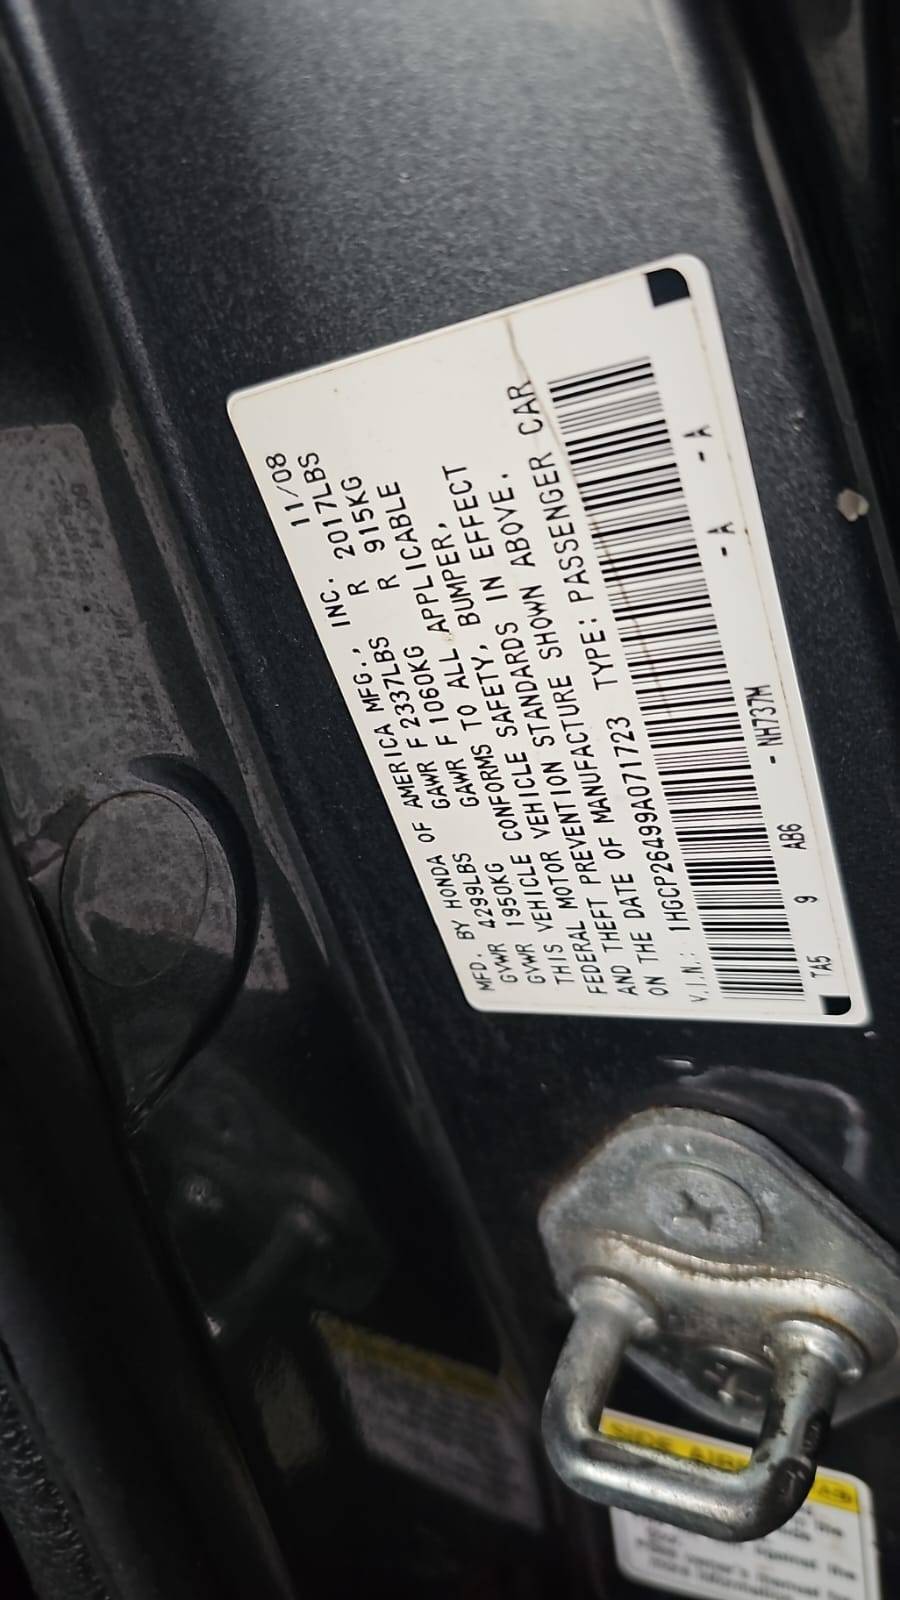 MFD. BY HONDA OF AMERICA MFG., INC. 11/08
GVWR 4299LBS GAWR F 2337LBS R 2017LBS
GVWR 1950KG GAWR F 1060KG R 915KG
THIS VEHICLE CONFORMS TO ALL APPLICABLE
FEDERAL MOTOR VEHICLE SAFETY, BUMPER,
AND THEFT PREVENTION STANDARDS IN EFFECT
ON THE DATE OF MANUFACTURE SHOWN ABOVE.
V.I.N.: 1HGCP26499A071723 TYPE: PASSENGER CAR
TA5 9 AB6 - NH737M - A - A
SIDE